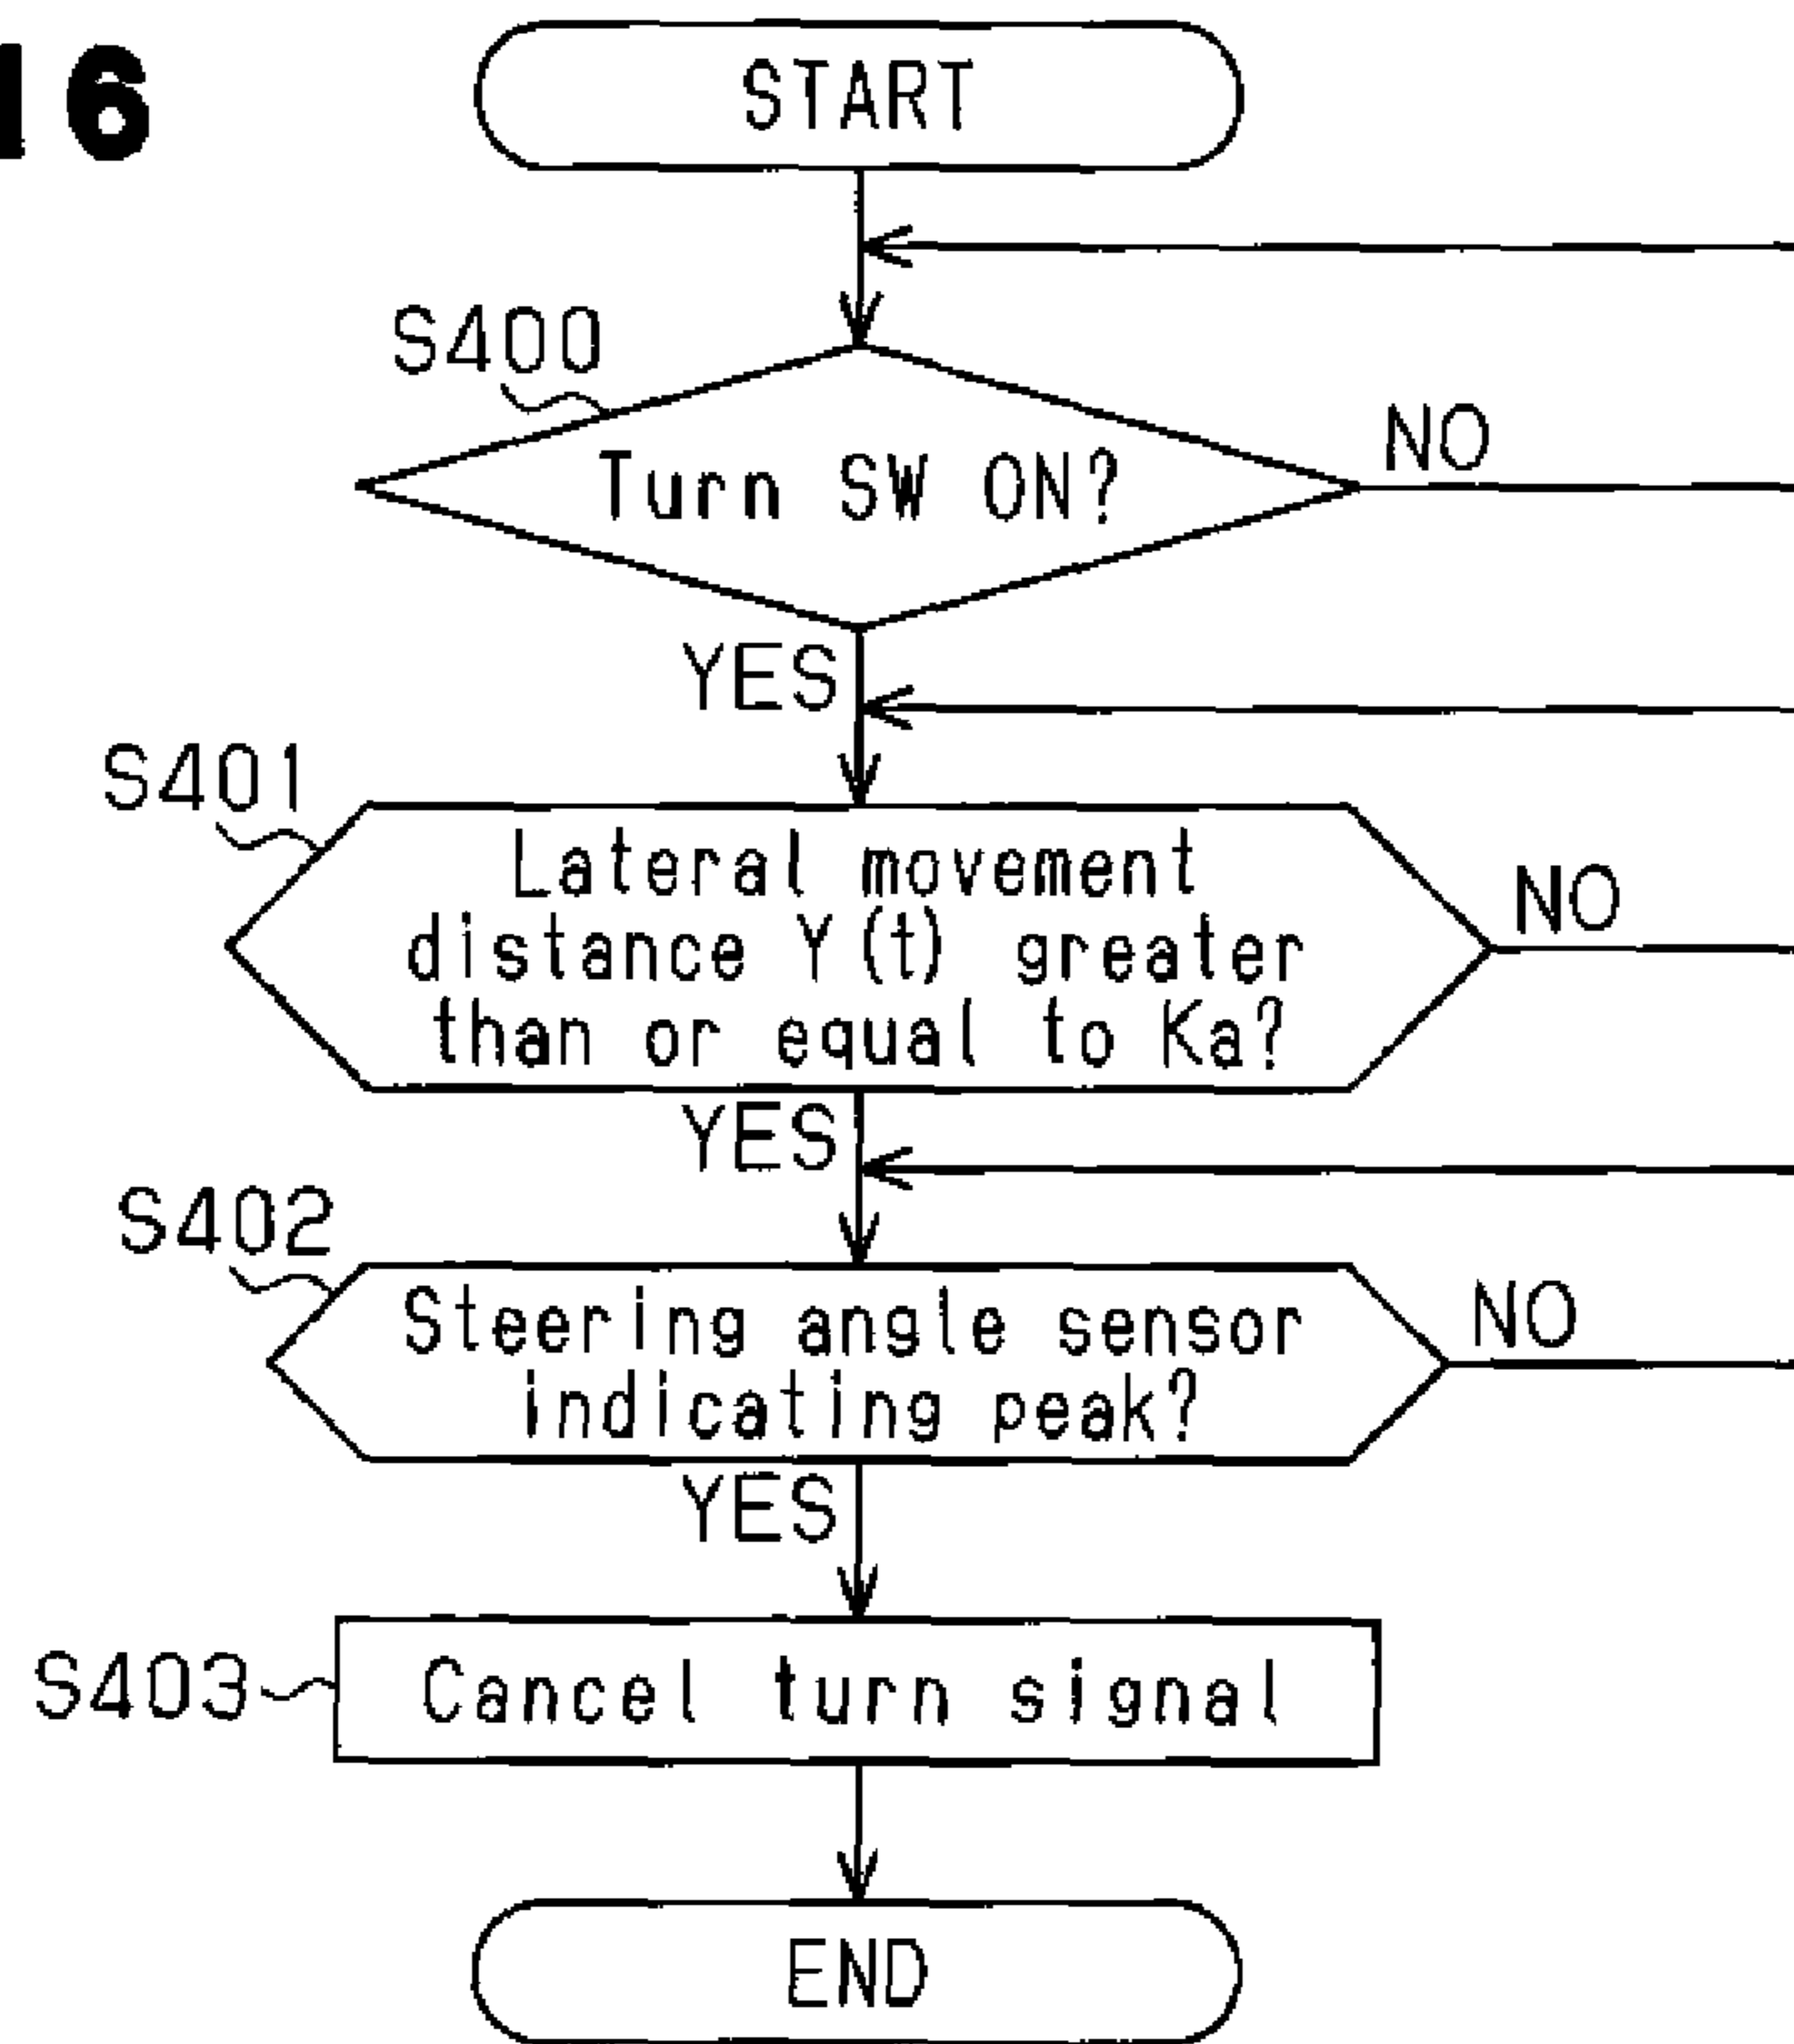 16
START
S400
Turn SW ON?
NO
YES
S401
Lateral movement
distance Y(t) greater
than or equal to Ka?
NO
YES
S402
Steering angle sensor
indicating peak?
NO
YES
S403
Cancel turn signal
END